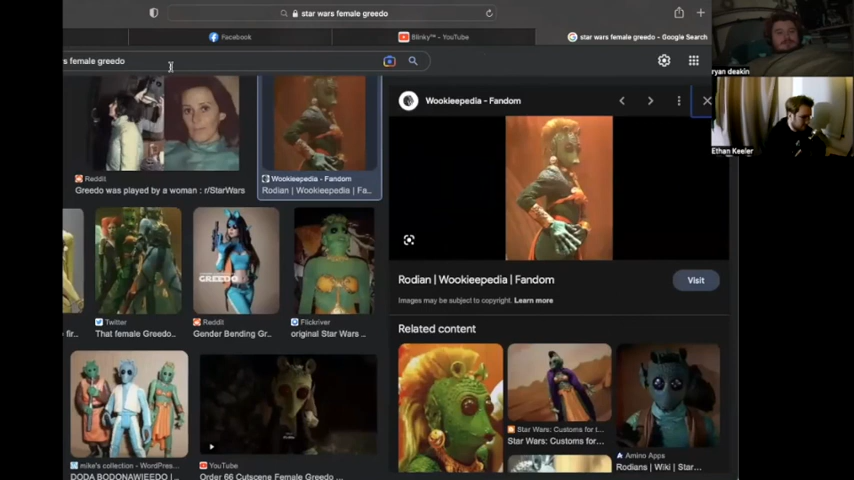 star wars female greedo
Facebook
Blinky™ - YouTube
star wars female greedo - Google Search
s female greedo
ryan deakin
Ethan Keeler
Wookieepedia - Fandom
Reddit
Greedo was played by a woman : r/StarWars
Wookieepedia - Fandom
Rodian | Wookieepedia | Fa...
GREEDO
Rodian | Wookieepedia | Fandom
Visit
Images may be subject to copyright. Learn more
Related content
Twitter
Reddit
Flickriver
fir...
That female Greedo...
Gender Bending Gr...
original Star Wars ...
Star Wars: Customs for t...
Star Wars: Customs for...
Amino Apps
Rodians | Wiki | Star...
mike's collection - WordPres...
DODA BODONAWIEEDO | ...
YouTube
Order 66 Cutscene Female Greedo ...